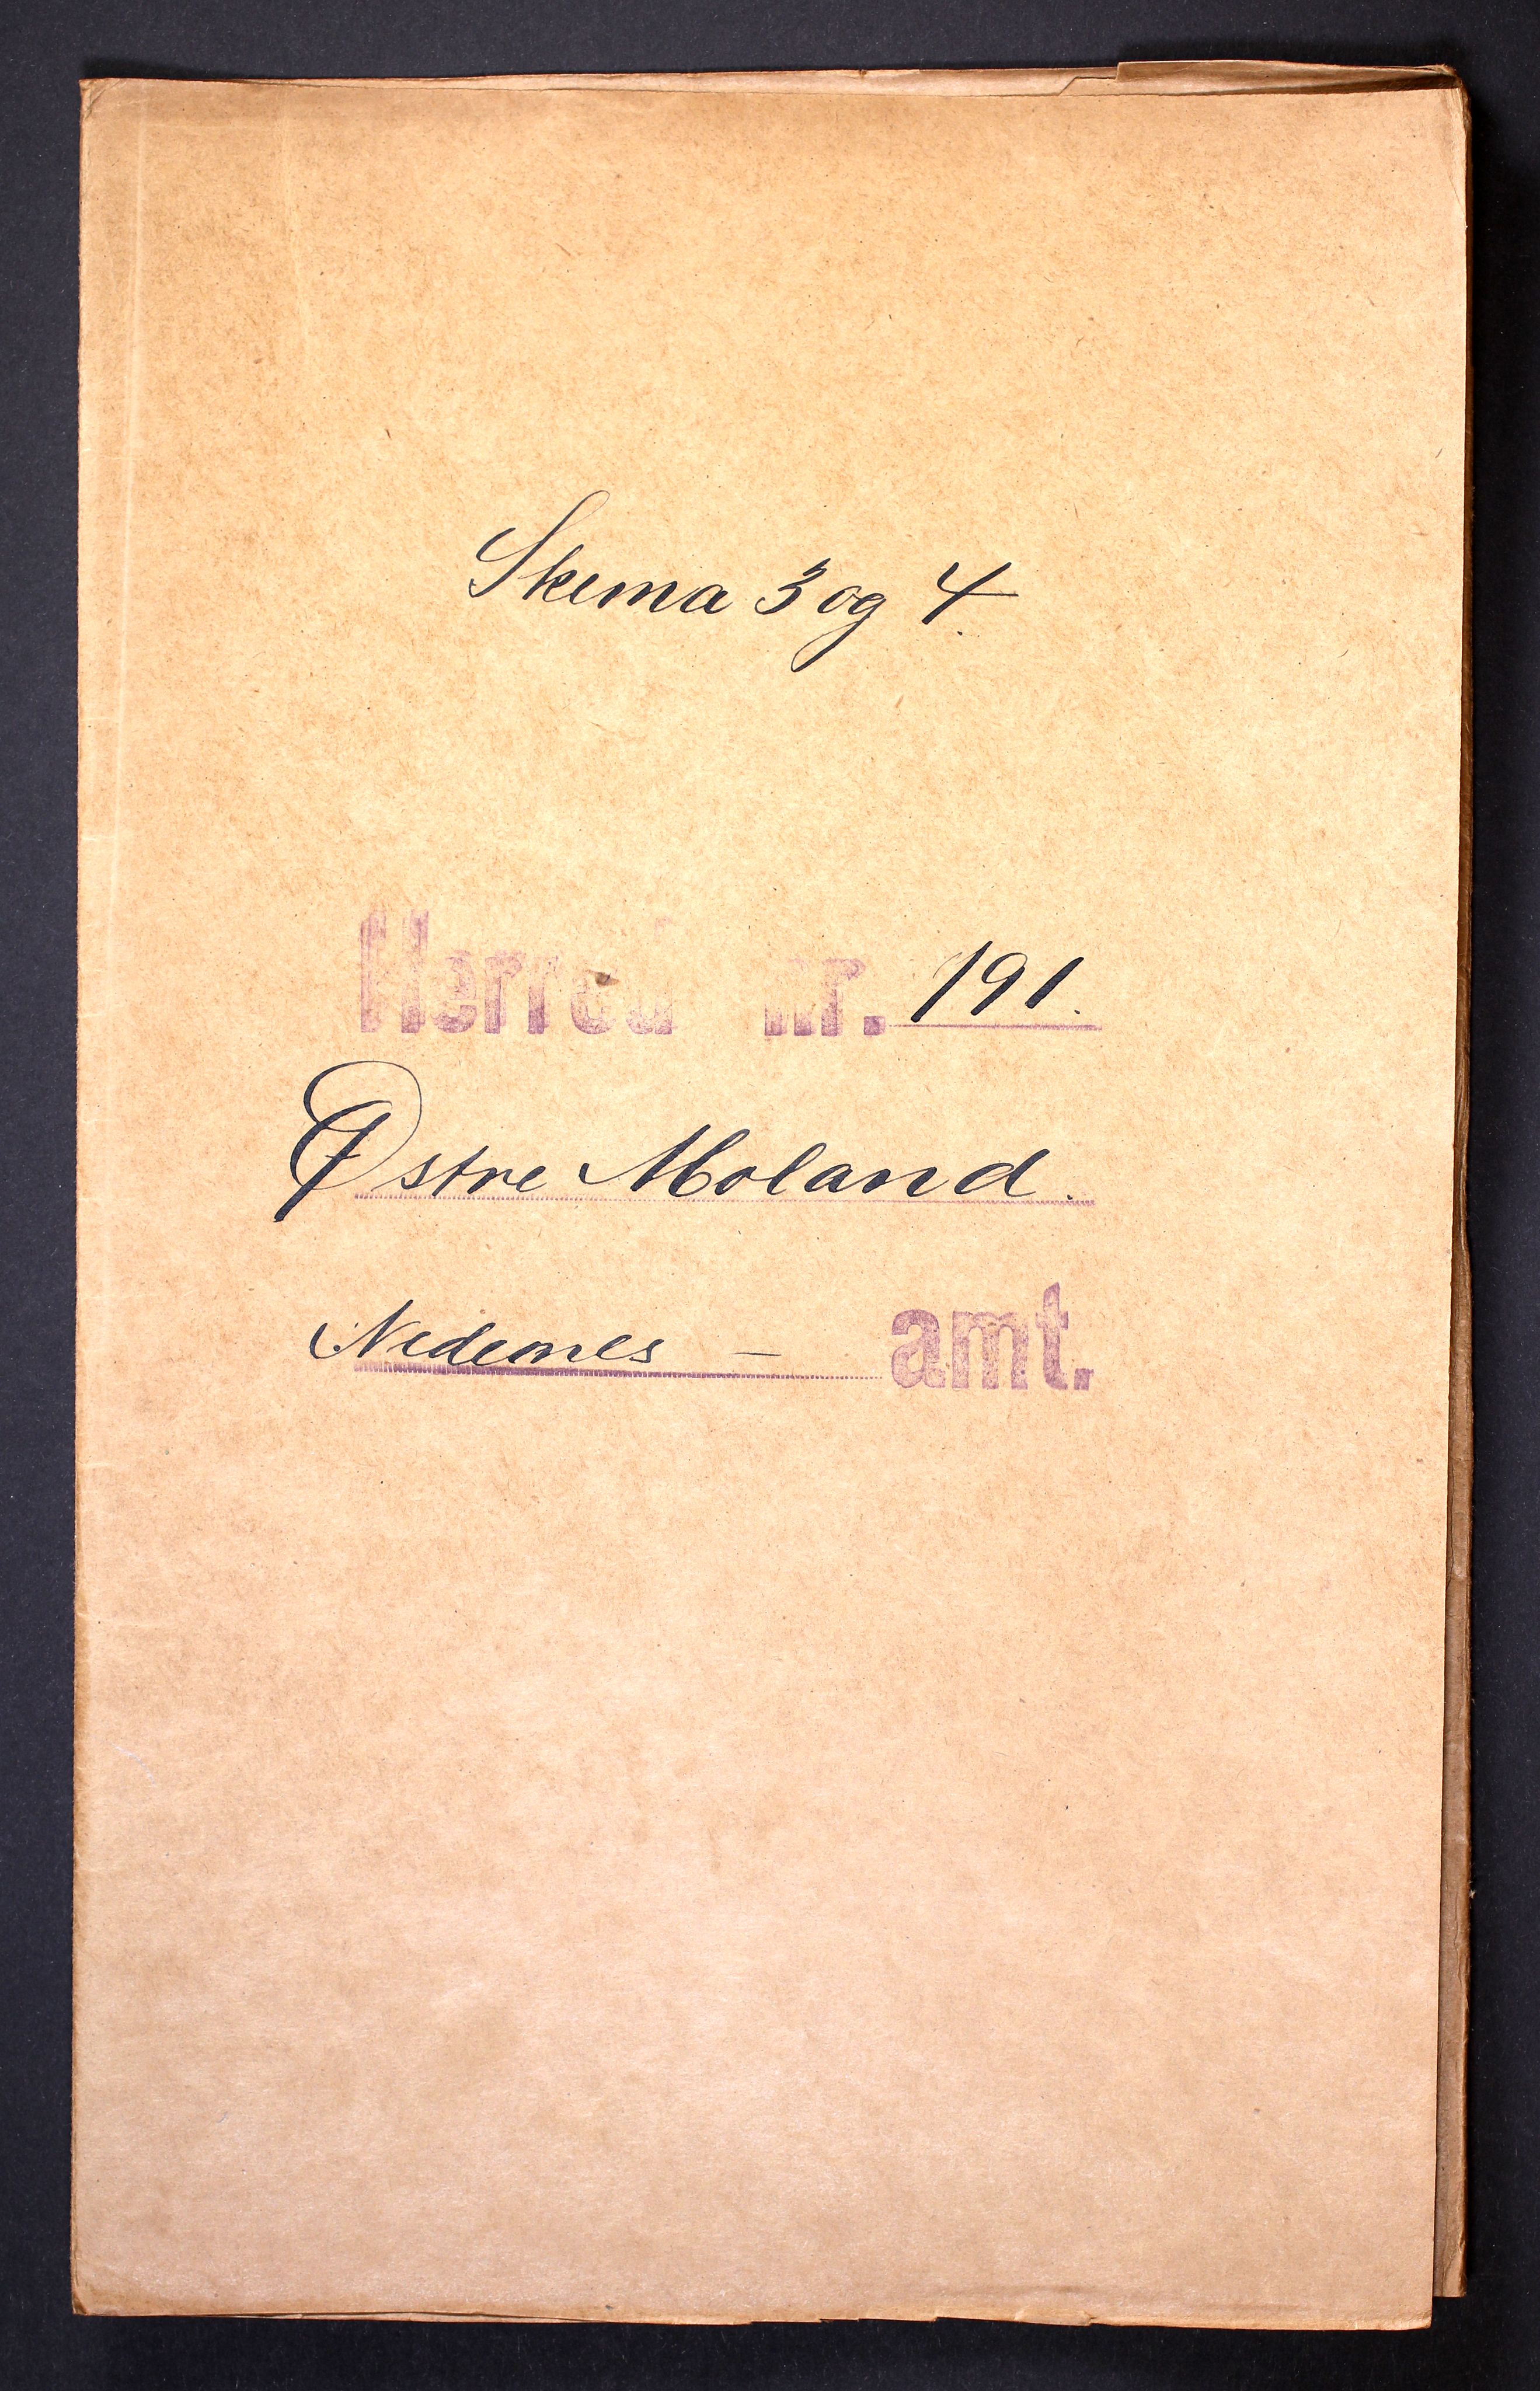 Skema 3 og 4.
Herred nr. 191.
Østre Moland.
Nedenes – amt.